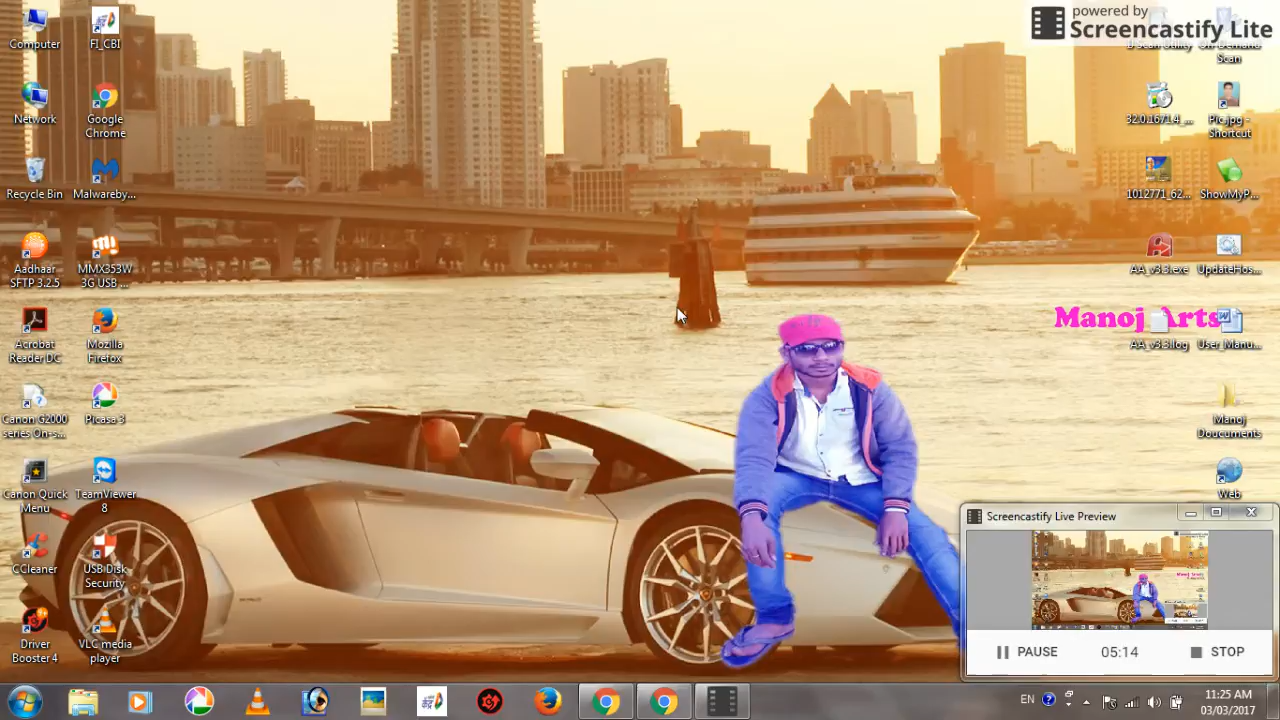 powered by
Screencastify Lite
Computer
FI_CBI
Scan
Network
Google
Chrome
32.0.1671.4_...
Pic.jpg -
Shortcut
Recycle Bin
Malwareby...
1012771_62...
ShowMyP...
Aadhaar
SFTP 3.2.5
MMX353W
3G USB ...
AA_v3.3.exe
UpdateHos...
Manoj Arts
Acrobat
Reader DC
Mozilla
Firefox
AA_v3.3.log
User_Manu...
Canon G2000
series On-s...
Picasa 3
Manoj
Doucuments
Canon Quick
Menu
TeamViewer
8
Web
Screencastify Live Preview
CCleaner
USB Disk
Security
Driver
Booster 4
VLC media
player
PAUSE
05:14
STOP
EN
11:25 AM
03/03/2017